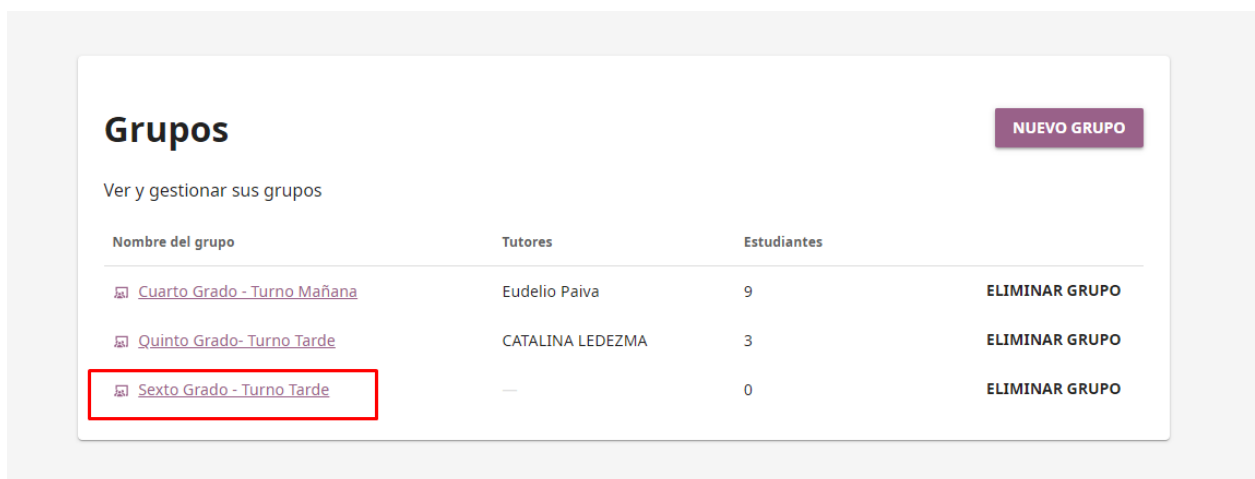 Grupos
NUEVO GRUPO
Ver y gestionar sus grupos
Nombre del grupo Tutores Estudiantes
Cuarto Grado - Turno Mañana Eudelio Paiva 9 ELIMINAR GRUPO
Quinto Grado- Turno Tarde CATALINA LEDEZMA 3 ELIMINAR GRUPO
Sexto Grado - Turno Tarde — 0 ELIMINAR GRUPO